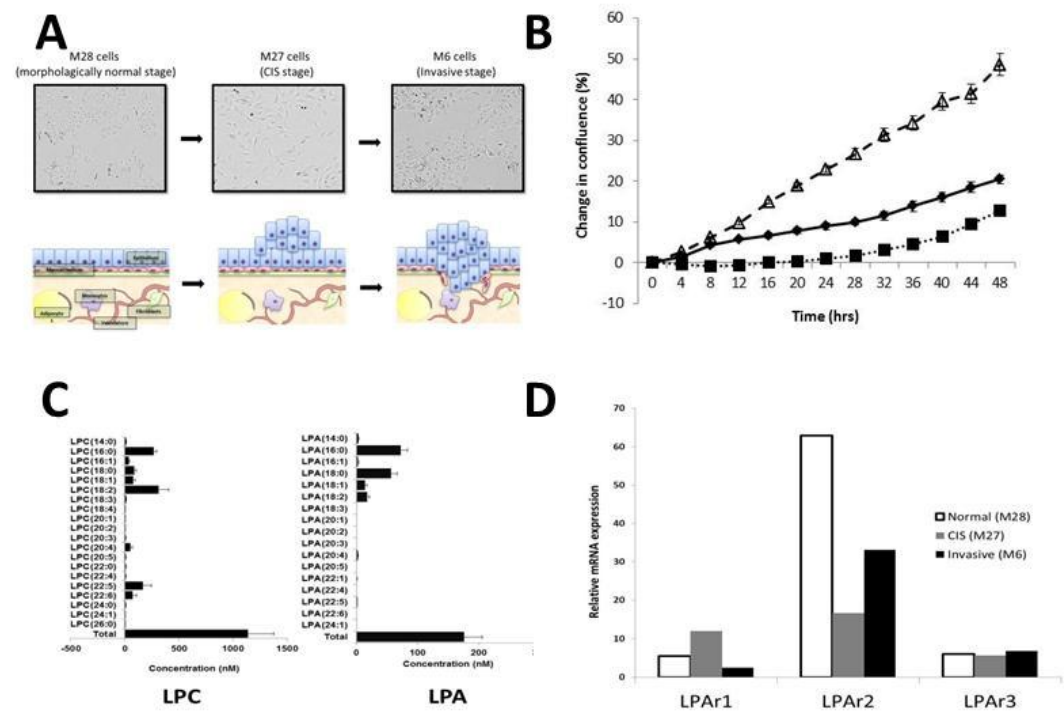 A
M28 cells
(morphologically normal stage)
M27 cells
(CIS stage)
M6 cells
(Invasive stage)
Adipocyte
Fibroblasts
B
Change in confluence (%)
60
50
40
30
20
10
0
-10
0 4 8 12 16 20 24 28 32 36 40 44 48
Time (hrs)
C
LPC(14:0)
LPC(16:0)
LPC(16:1)
LPC(18:0)
LPC(18:1)
LPC(18:2)
LPC(18:3)
LPC(18:4)
LPC(20:1)
LPC(20:2)
LPC(20:3)
LPC(20:4)
LPC(20:5)
LPC(22:0)
LPC(22:4)
LPC(22:5)
LPC(22:6)
LPC(24:0)
LPC(24:1)
LPC(26:0)
Total
-500 0 500 1000 1500
Concentration (nM)
LPC
LPA(14:0)
LPA(16:0)
LPA(16:1)
LPA(18:0)
LPA(18:1)
LPA(18:2)
LPA(18:3)
LPA(20:1)
LPA(20:2)
LPA(20:3)
LPA(20:4)
LPA(20:5)
LPA(22:1)
LPA(22:4)
LPA(22:5)
LPA(22:6)
LPA(24:1)
Total
0 200
Concentration (nM)
LPA
D
Relative mRNA expression
70
60
50
40
30
20
10
0
Normal (M28)
CIS (M27)
Invasive (M6)
LPAr1 LPAr2 LPAr3